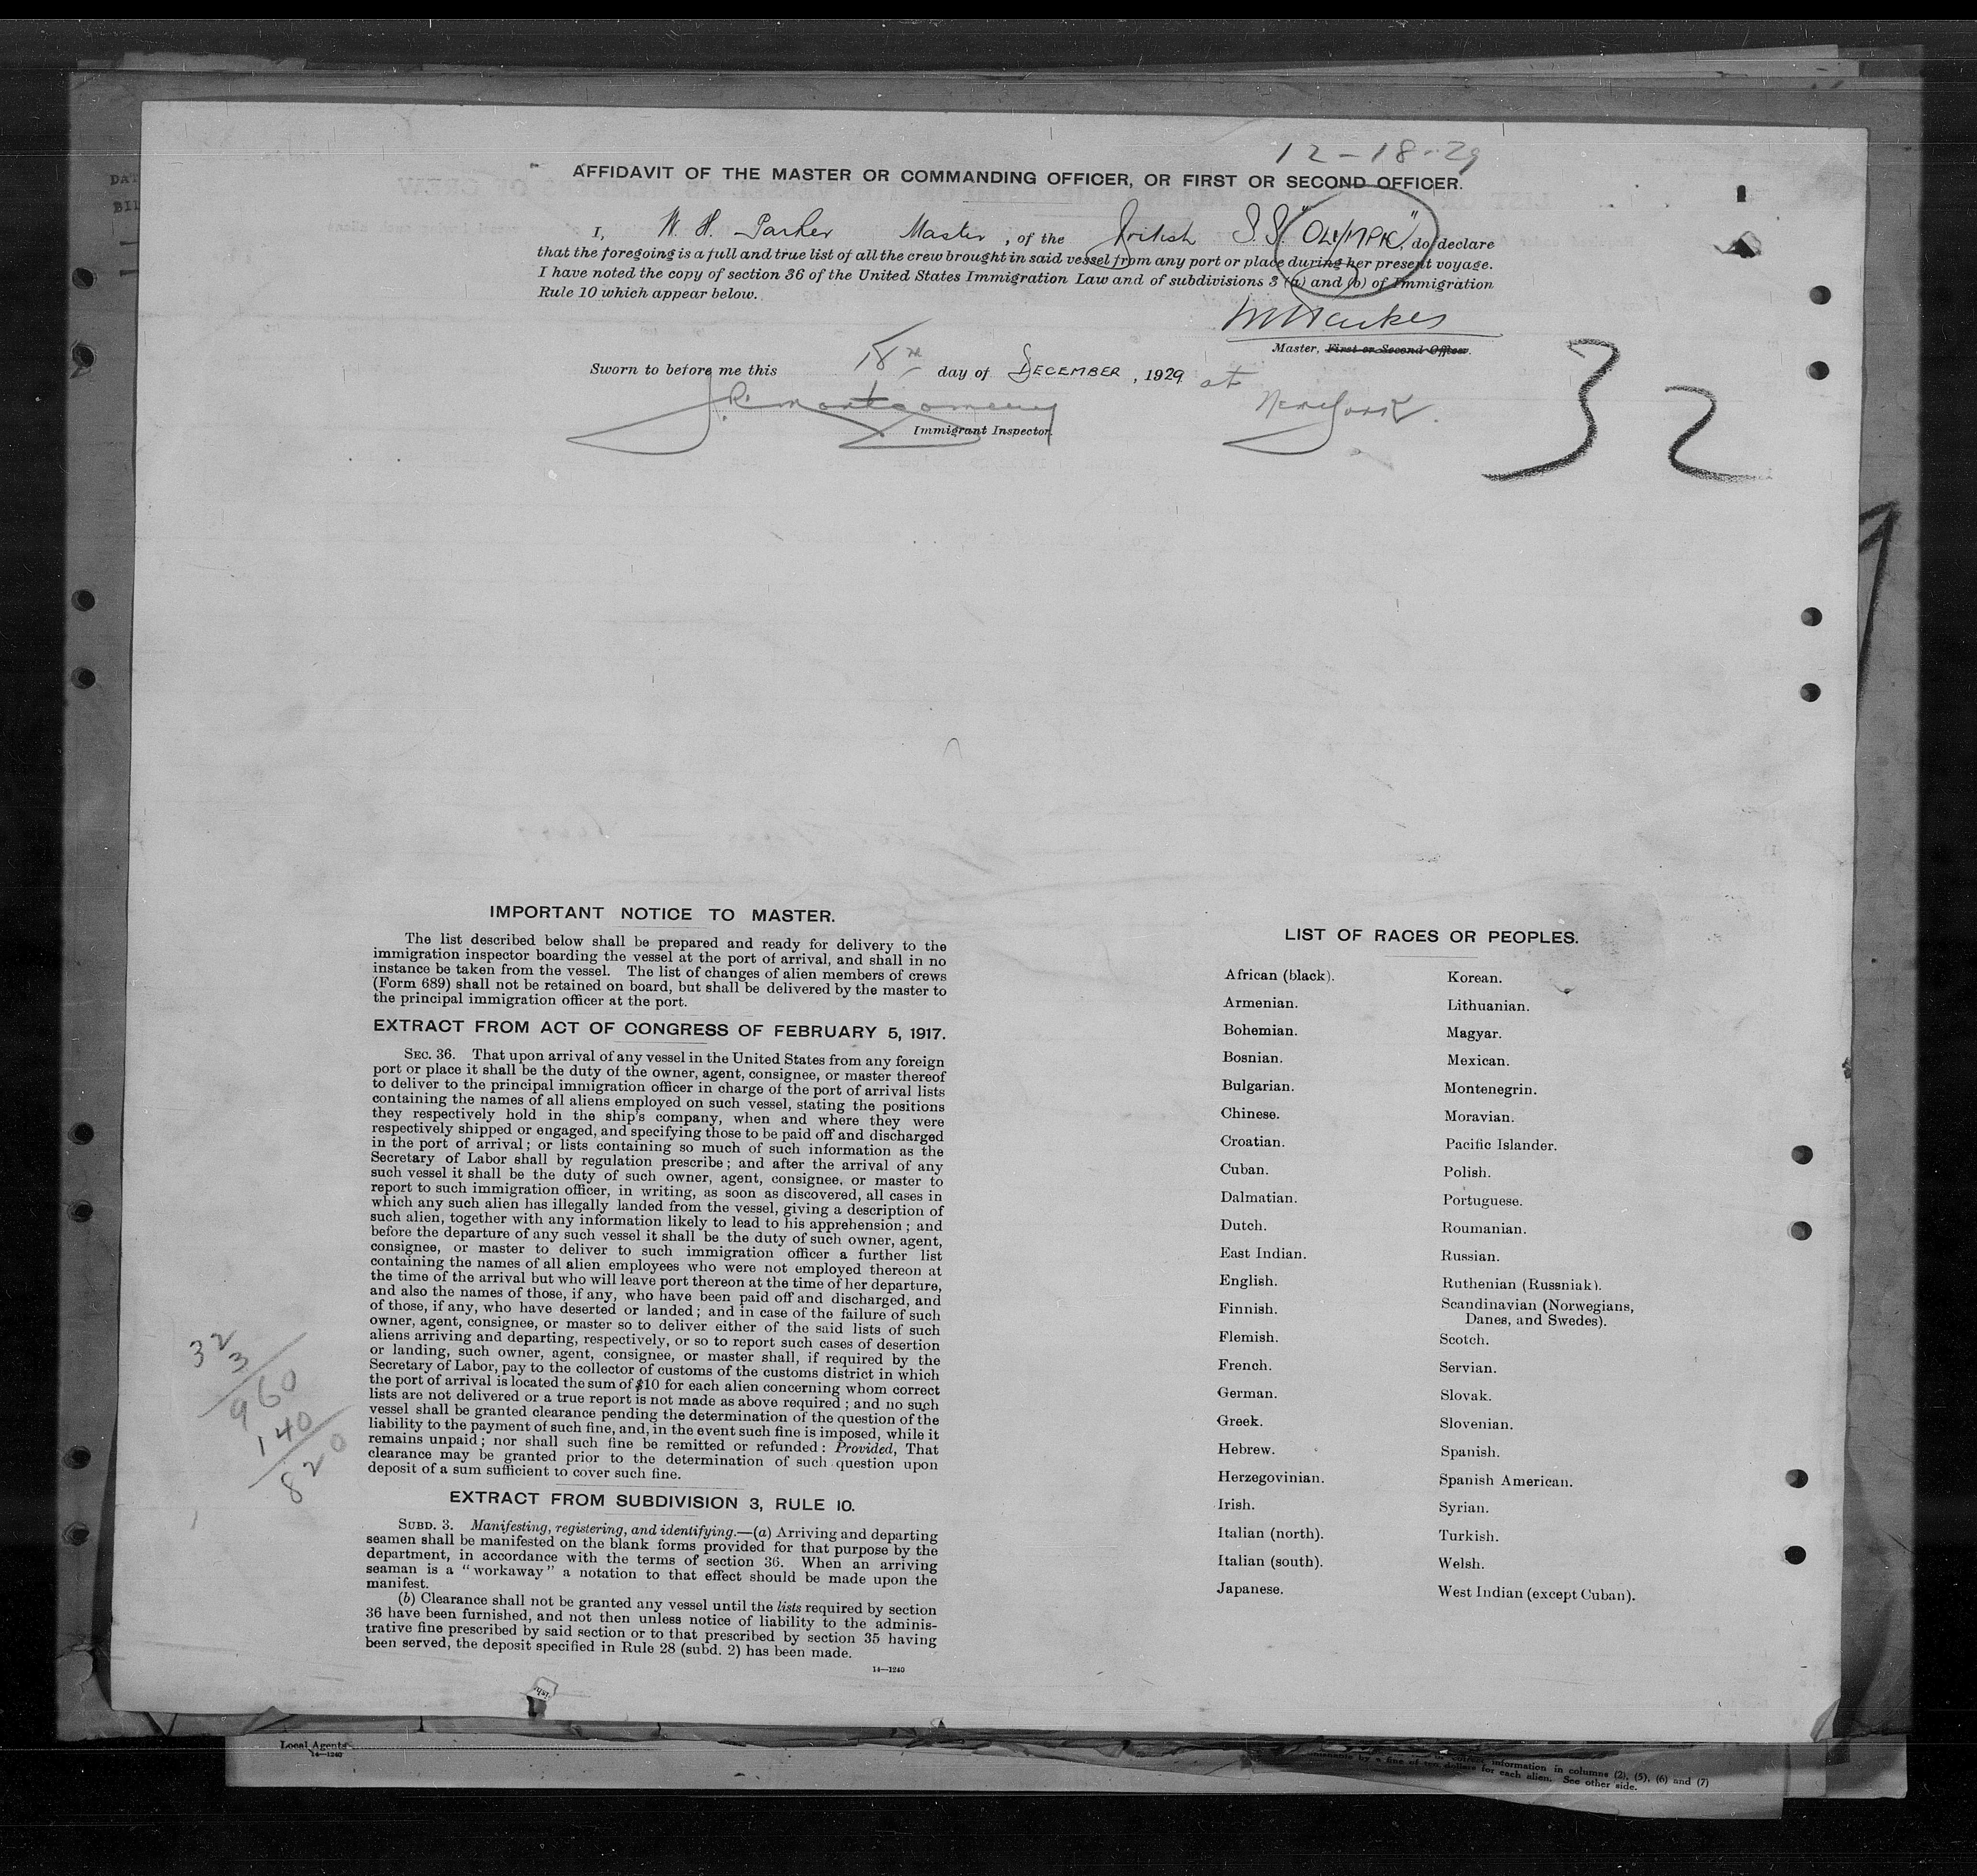 12-18-29
AFFIDAVIT OF THE MASTER OR COMMANDING OFFICER, OR FIRST OR SECOND OFFICER.
I, W. H. Parker Master, of the British S.S. "OLYMPIC", do declare
that the foregoing is a full and true list of all the crew brought in said vessel from any port or place during her present voyage.
I have noted the copy of section 36 of the United States Immigration Law and of subdivisions 3 (a) and (b) of Immigration
Rule 10 which appear below.
Master, First or Second Officer.
Sworn to before me this 18th day of DECEMBER, 1929 at New York.
J. R. Montgomery
Immigrant Inspector.
32
IMPORTANT NOTICE TO MASTER.
The list described below shall be prepared and ready for delivery to the
immigration inspector boarding the vessel at the port of arrival, and shall in no
instance be taken from the vessel. The list of changes of alien members of crews
(Form 689) shall not be retained on board, but shall be delivered by the master to
the principal immigration officer at the port.
EXTRACT FROM ACT OF CONGRESS OF FEBRUARY 5, 1917.
SEC. 36. That upon arrival of any vessel in the United States from any foreign
port or place it shall be the duty of the owner, agent, consignee, or master thereof
to deliver to the principal immigration officer in charge of the port of arrival lists
containing the names of all aliens employed on such vessel, stating the positions
they respectively hold in the ship's company, when and where they were
respectively shipped or engaged, and specifying those to be paid off and discharged
in the port of arrival; or lists containing so much of such information as the
Secretary of Labor shall by regulation prescribe; and after the arrival of any
such vessel it shall be the duty of such owner, agent, consignee, or master to
report to such immigration officer, in writing, as soon as discovered, all cases in
which any such alien has illegally landed from the vessel, giving a description of
such alien, together with any information likely to lead to his apprehension; and
before the departure of any such vessel it shall be the duty of such owner, agent,
consignee, or master to deliver to such immigration officer a further list
containing the names of all alien employees who were not employed thereon at
the time of the arrival but who will leave port thereon at the time of her departure,
and also the names of those, if any, who have been paid off and discharged, and
of those, if any, who have deserted or landed; and in case of the failure of such
owner, agent, consignee, or master so to deliver either of the said lists of such
aliens arriving and departing, respectively, or so to report such cases of desertion
or landing, such owner, agent, consignee, or master shall, if required by the
Secretary of Labor, pay to the collector of customs of the customs district in which
the port of arrival is located the sum of $10 for each alien concerning whom correct
lists are not delivered or a true report is not made as above required; and no such
vessel shall be granted clearance pending the determination of the question of the
liability to the payment of such fine, and, in the event such fine is imposed, while it
remains unpaid; nor shall such fine be remitted or refunded: Provided, That
clearance may be granted prior to the determination of such question upon
deposit of a sum sufficient to cover such fine.
EXTRACT FROM SUBDIVISION 3, RULE 10.
SUBD. 3. Manifesting, registering, and identifying.—(a) Arriving and departing
seamen shall be manifested on the blank forms provided for that purpose by the
department, in accordance with the terms of section 36. When an arriving
seaman is a "workaway" a notation to that effect should be made upon the
manifest.
(b) Clearance shall not be granted any vessel until the lists required by section
36 have been furnished, and not then unless notice of liability to the adminis-
trative fine prescribed by said section or to that prescribed by section 35 having
been served, the deposit specified in Rule 28 (subd. 2) has been made.
14—1240
32
3
960
140
820
LIST OF RACES OR PEOPLES.
African (black).
Armenian.
Bohemian.
Bosnian.
Bulgarian.
Chinese.
Croatian.
Cuban.
Dalmatian.
Dutch.
East Indian.
English.
Finnish.
Flemish.
French.
German.
Greek.
Hebrew.
Herzegovinian.
Irish.
Italian (north).
Italian (south).
Japanese.
Korean.
Lithuanian.
Magyar.
Mexican.
Montenegrin.
Moravian.
Pacific Islander.
Polish.
Portuguese.
Roumanian.
Russian.
Ruthenian (Russniak).
Scandinavian (Norwegians,
Danes, and Swedes).
Scotch.
Servian.
Slovak.
Slovenian.
Spanish.
Spanish American.
Syrian.
Turkish.
Welsh.
West Indian (except Cuban).
Local Agents
14—1240
information in columns (2), (5), (6) and (7)
by a fine of ten dollars for each alien. See other side.